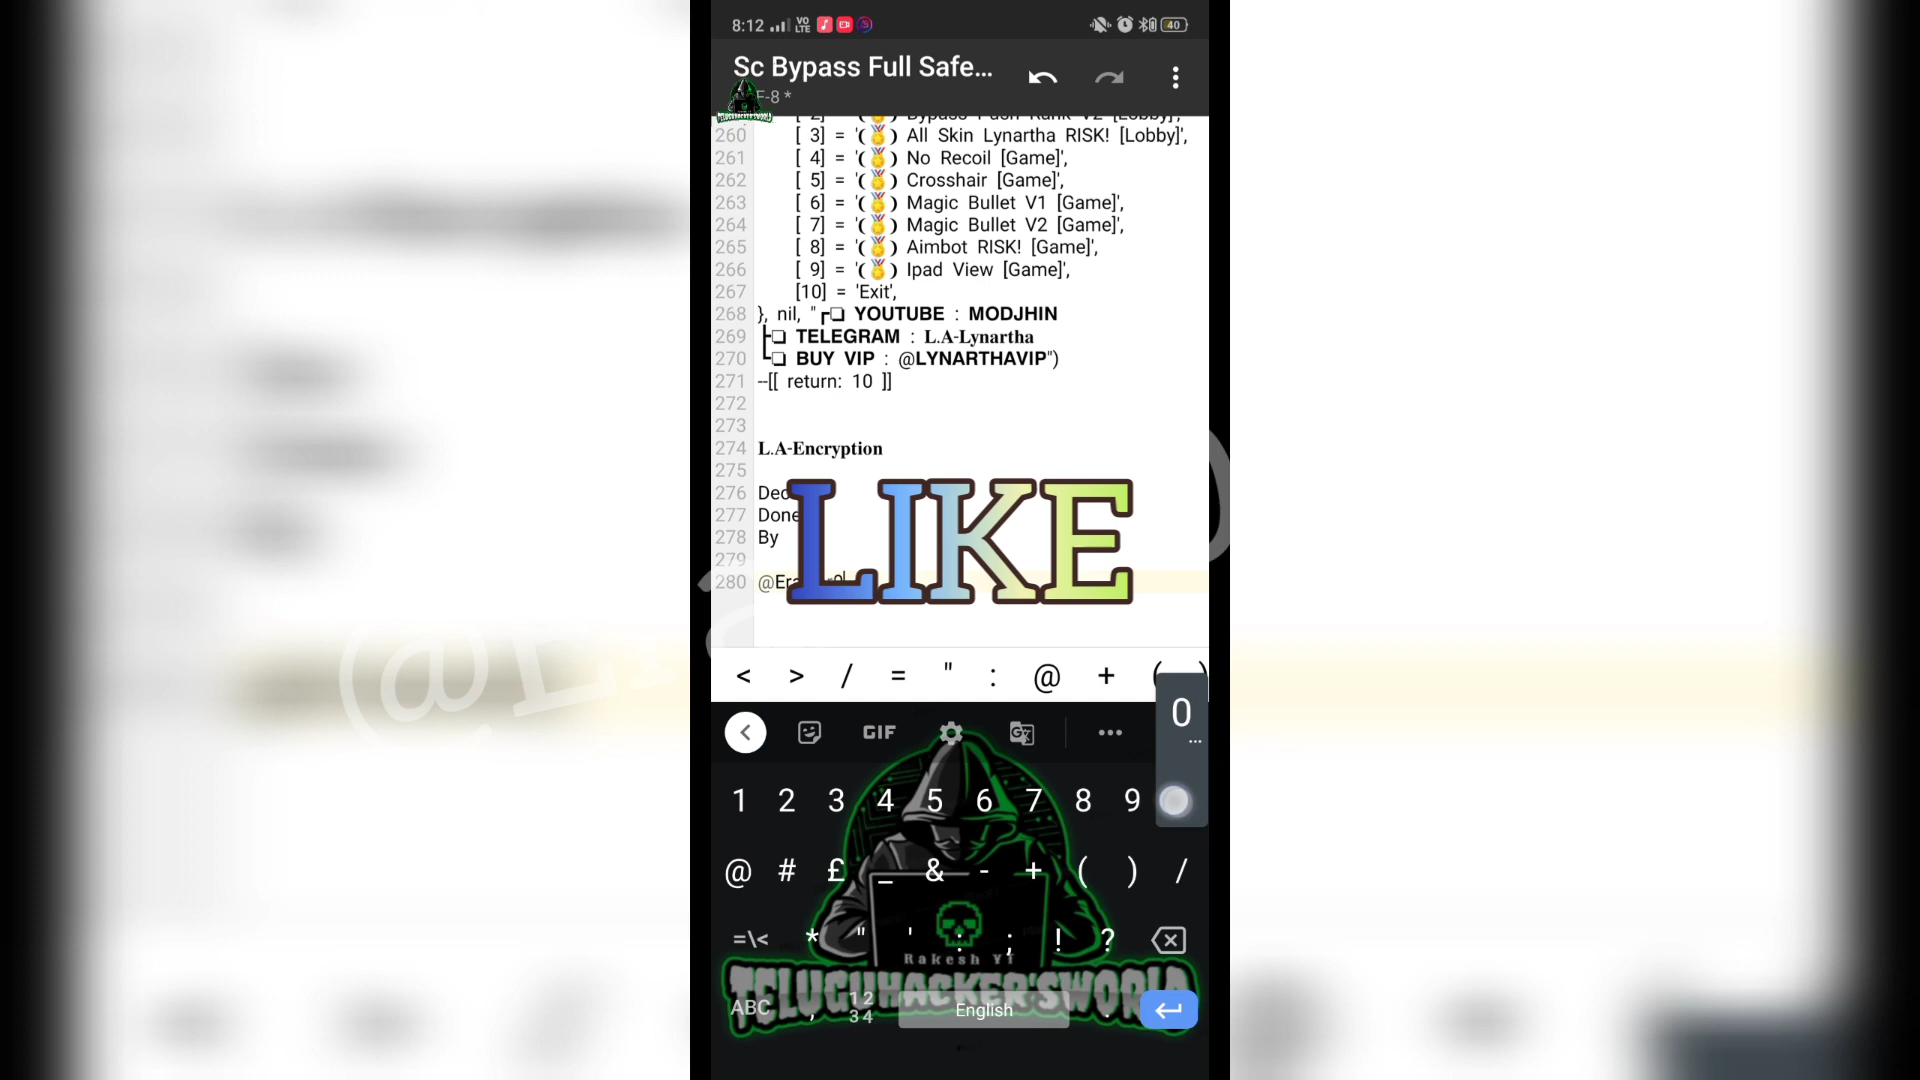 8:12 VO LTE 40
Sc Bypass Full Safe...
F-8 *
260 [ 3] = '(🏅) All Skin Lynartha RISK! [Lobby]',
261 [ 4] = '(🏅) No Recoil [Game]',
262 [ 5] = '(🏅) Crosshair [Game]',
263 [ 6] = '(🏅) Magic Bullet V1 [Game]',
264 [ 7] = '(🏅) Magic Bullet V2 [Game]',
265 [ 8] = '(🏅) Aimbot RISK! [Game]',
266 [ 9] = '(🏅) Ipad View [Game]',
267 [10] = 'Exit',
268 }, nil, "┏❏ YOUTUBE : MODJHIN
269 ┣❏ TELEGRAM : L.A-Lynartha
270 ┗❏ BUY VIP : @LYNARTHAVIP")
271 --[[ return: 10 ]]
272
273
274 L.A-Encryption
275
276
277 Done
278 By
279
280
LIKE
< > / = " : @ + ( )
GIF
0
...
1 2 3 4 5 6 7 8 9
@ # £ _ & - + ( ) /
=\< * " ' : ; ! ?
Rakesh YT
TELUGUHACKER'SWORLD
ABC , 12 34 English .